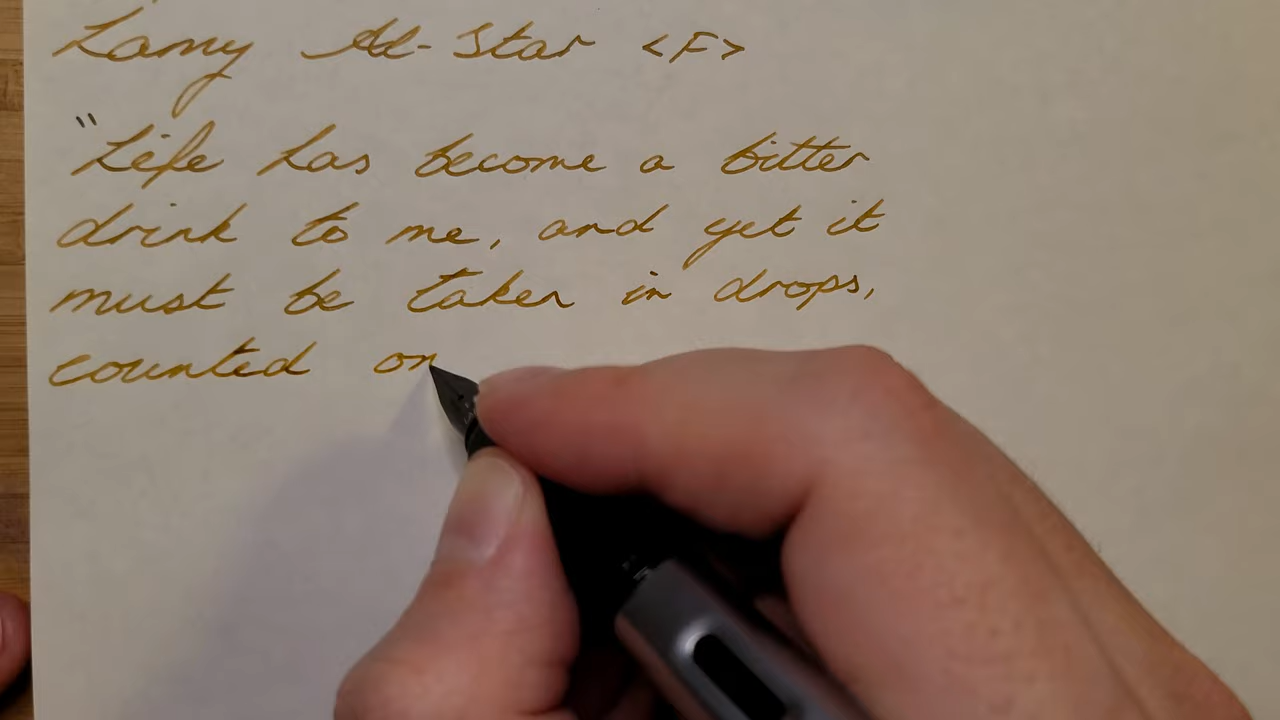 Lamy Al-Star <F>
"Life has become a bitter
drink to me, and yet it
must be taken in drops,
counted on